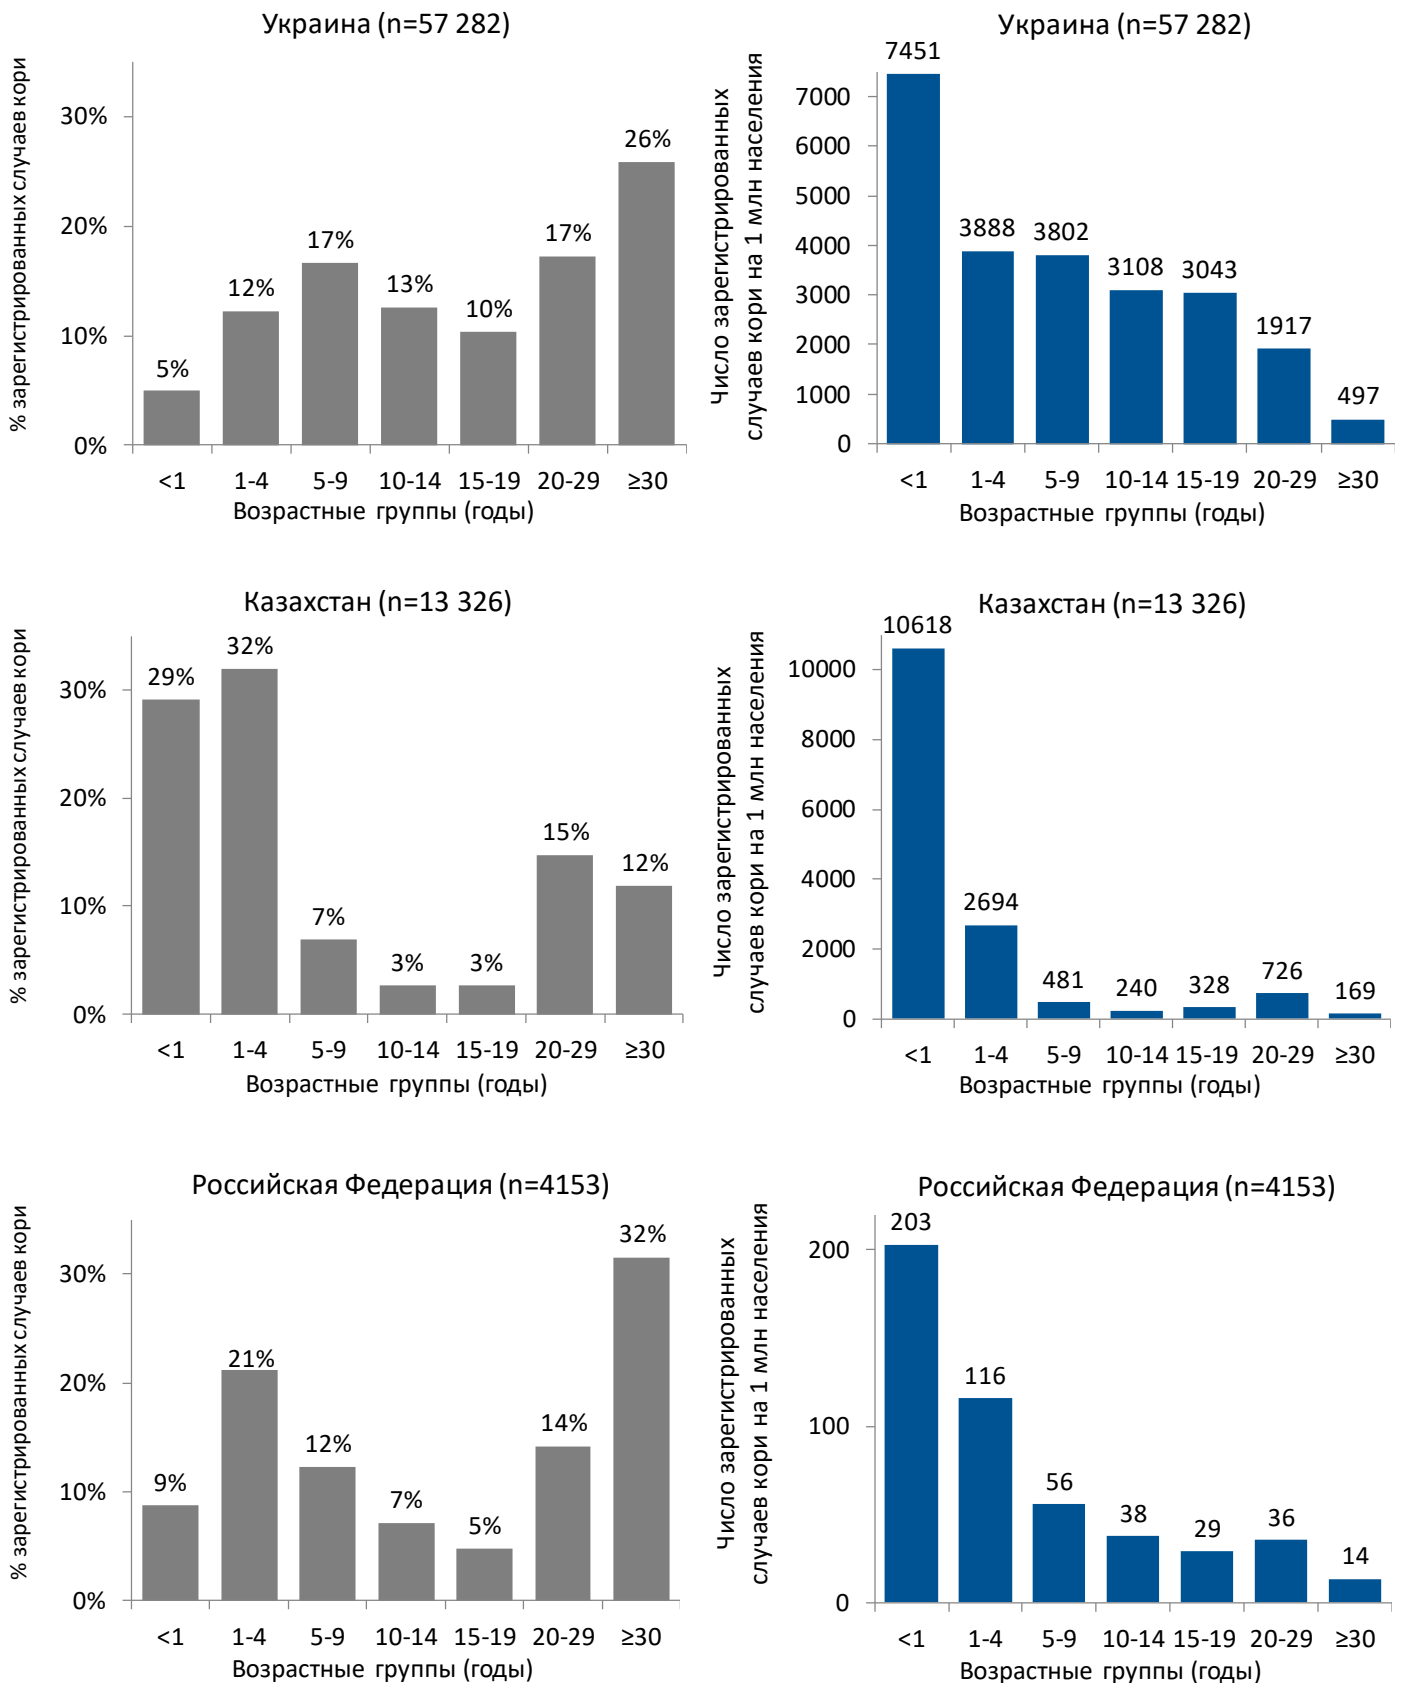 Украина (n=57 282)
% зарегистрированных случаев кори
30%
20%
10%
0%
5%
12%
17%
13%
10%
17%
26%
<1 1-4 5-9 10-14 15-19 20-29 ≥30
Возрастные группы (годы)
Украина (n=57 282)
Число зарегистрированных
случаев кори на 1 млн населения
7000
6000
5000
4000
3000
2000
1000
0
7451
3888
3802
3108
3043
1917
497
<1 1-4 5-9 10-14 15-19 20-29 ≥30
Возрастные группы (годы)
Казахстан (n=13 326)
% зарегистрированных случаев кори
30%
20%
10%
0%
29%
32%
7%
3%
3%
15%
12%
<1 1-4 5-9 10-14 15-19 20-29 ≥30
Возрастные группы (годы)
Казахстан (n=13 326)
Число зарегистрированных
случаев кори на 1 млн населения
10000
8000
6000
4000
2000
0
10618
2694
481
240
328
726
169
<1 1-4 5-9 10-14 15-19 20-29 ≥30
Возрастные группы (годы)
Российская Федерация (n=4153)
% зарегистрированных случаев кори
30%
20%
10%
0%
9%
21%
12%
7%
5%
14%
32%
<1 1-4 5-9 10-14 15-19 20-29 ≥30
Возрастные группы (годы)
Российская Федерация (n=4153)
Число зарегистрированных
случаев кори на 1 млн населения
200
100
0
203
116
56
38
29
36
14
<1 1-4 5-9 10-14 15-19 20-29 ≥30
Возрастные группы (годы)